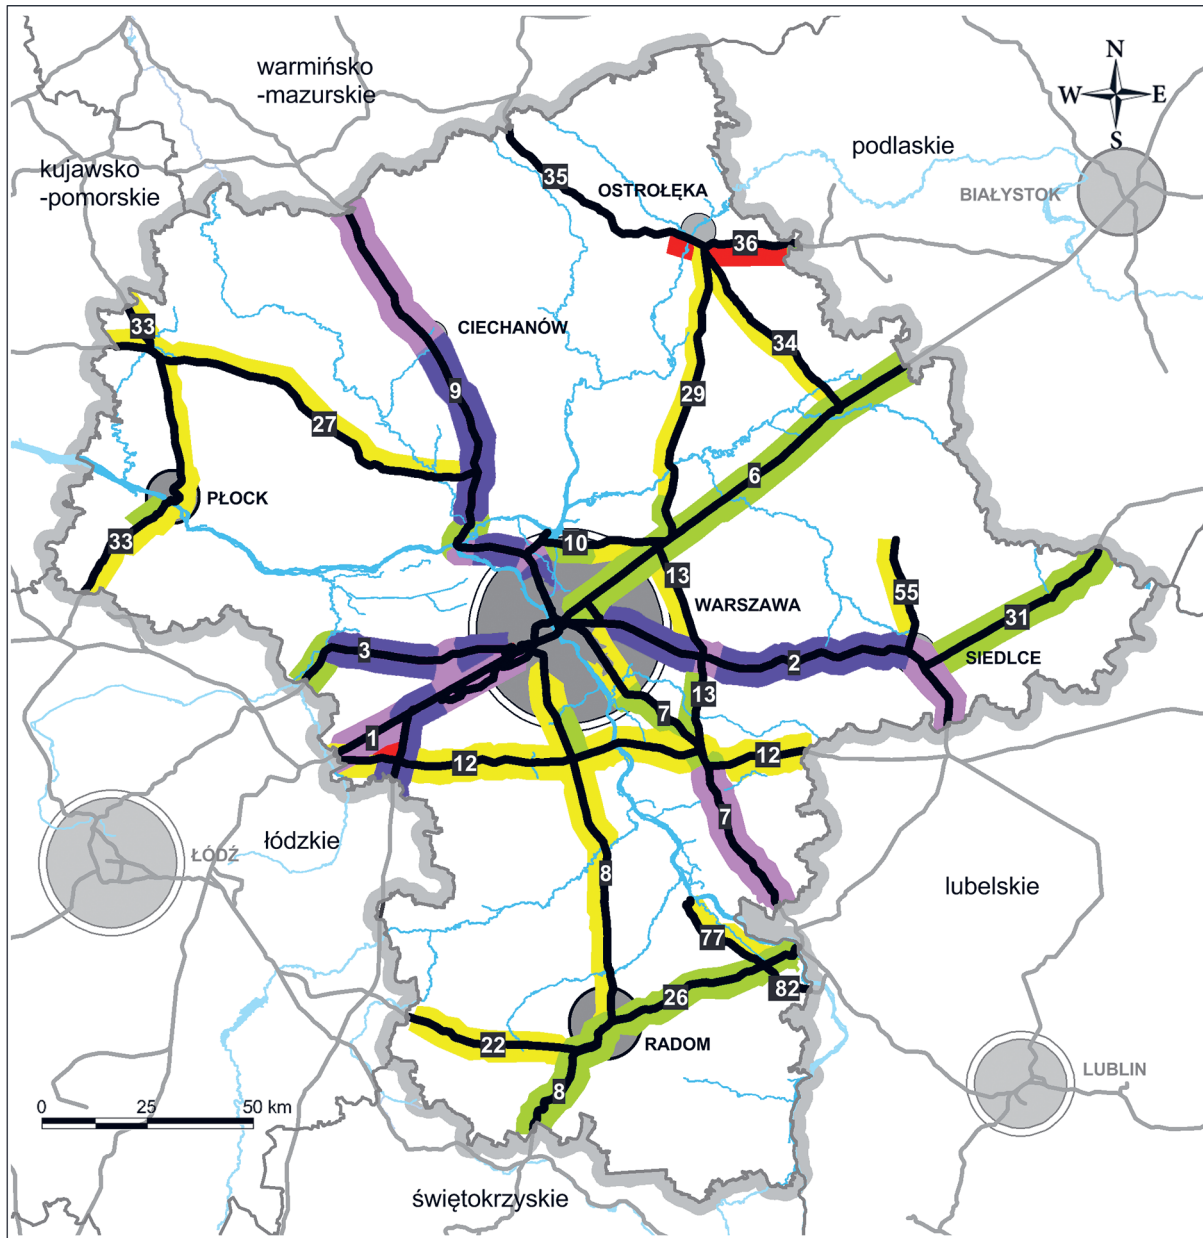 warmińsko
-mazurskie
N
W
E
S
kujawsko
-pomorskie
podlaskie
35
OSTROŁĘKA
BIAŁYSTOK
36
33
CIECHANÓW
34
9
29
27
6
PŁOCK
33
10
13
WARSZAWA
55
31
3
2
SIEDLCE
13
7
1
12
12
7
łódzkie
ŁÓDŹ
8
lubelskie
77
82
26
22
RADOM
LUBLIN
8
0
25
50 km
świętokrzyskie